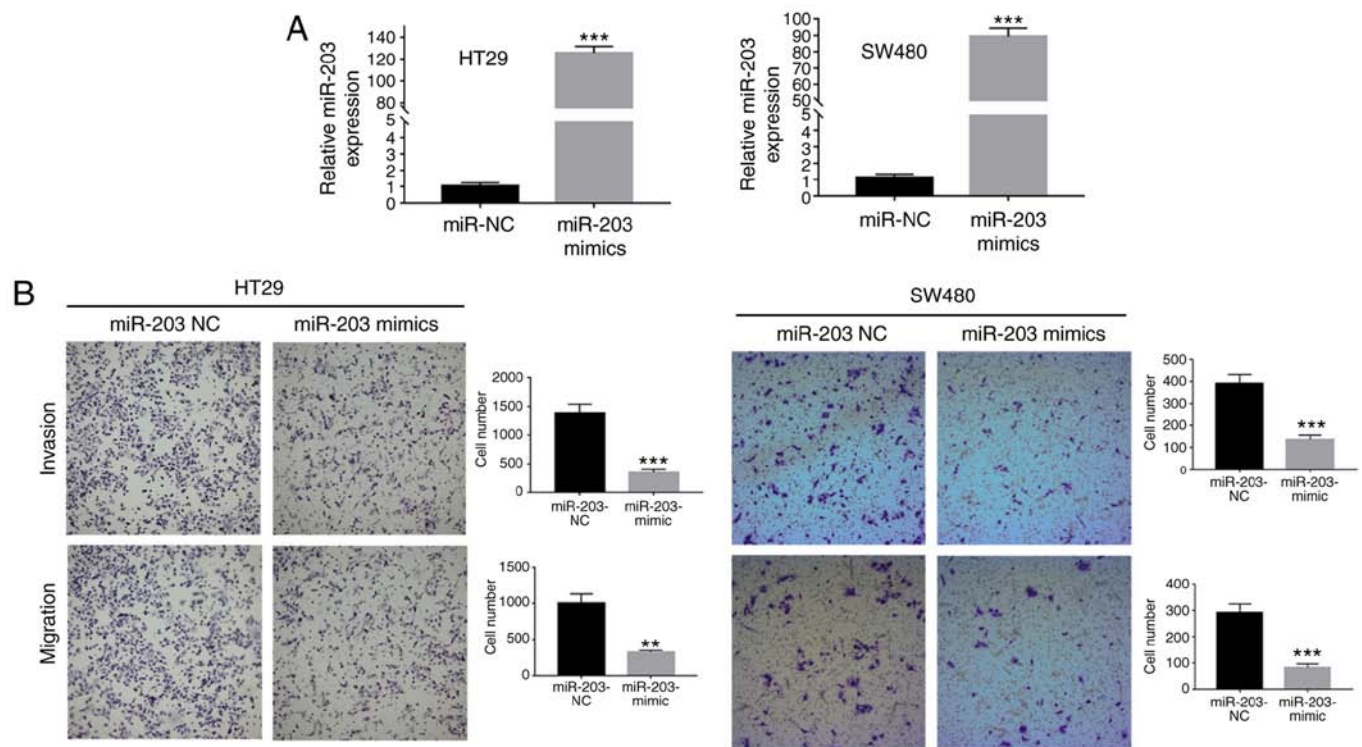 A
Relative miR-203
expression
140
120
100
80
5
4
3
2
1
0
HT29
***
miR-NC
miR-203
mimics
Relative miR-203
expression
100
90
80
70
60
50
5
4
3
2
1
0
SW480
***
miR-NC
miR-203
mimics
B
HT29
miR-203 NC
miR-203 mimics
SW480
miR-203 NC
miR-203 mimics
Invasion
Cell number
2000
1500
1000
500
0
***
miR-203-
NC
miR-203-
mimic
Cell number
500
400
300
200
100
0
***
miR-203-
NC
miR-203-
mimic
Migration
Cell number
1500
1000
500
0
**
miR-203-
NC
miR-203-
mimic
Cell number
400
300
200
100
0
***
miR-203-
NC
miR-203-
mimic